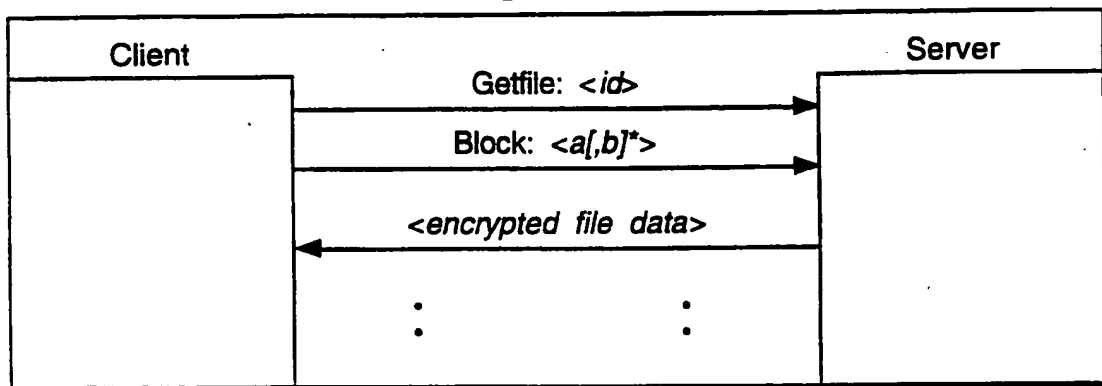 Client
Server
Getfile: <id>
Block: <a[,b]*>
<encrypted file data>